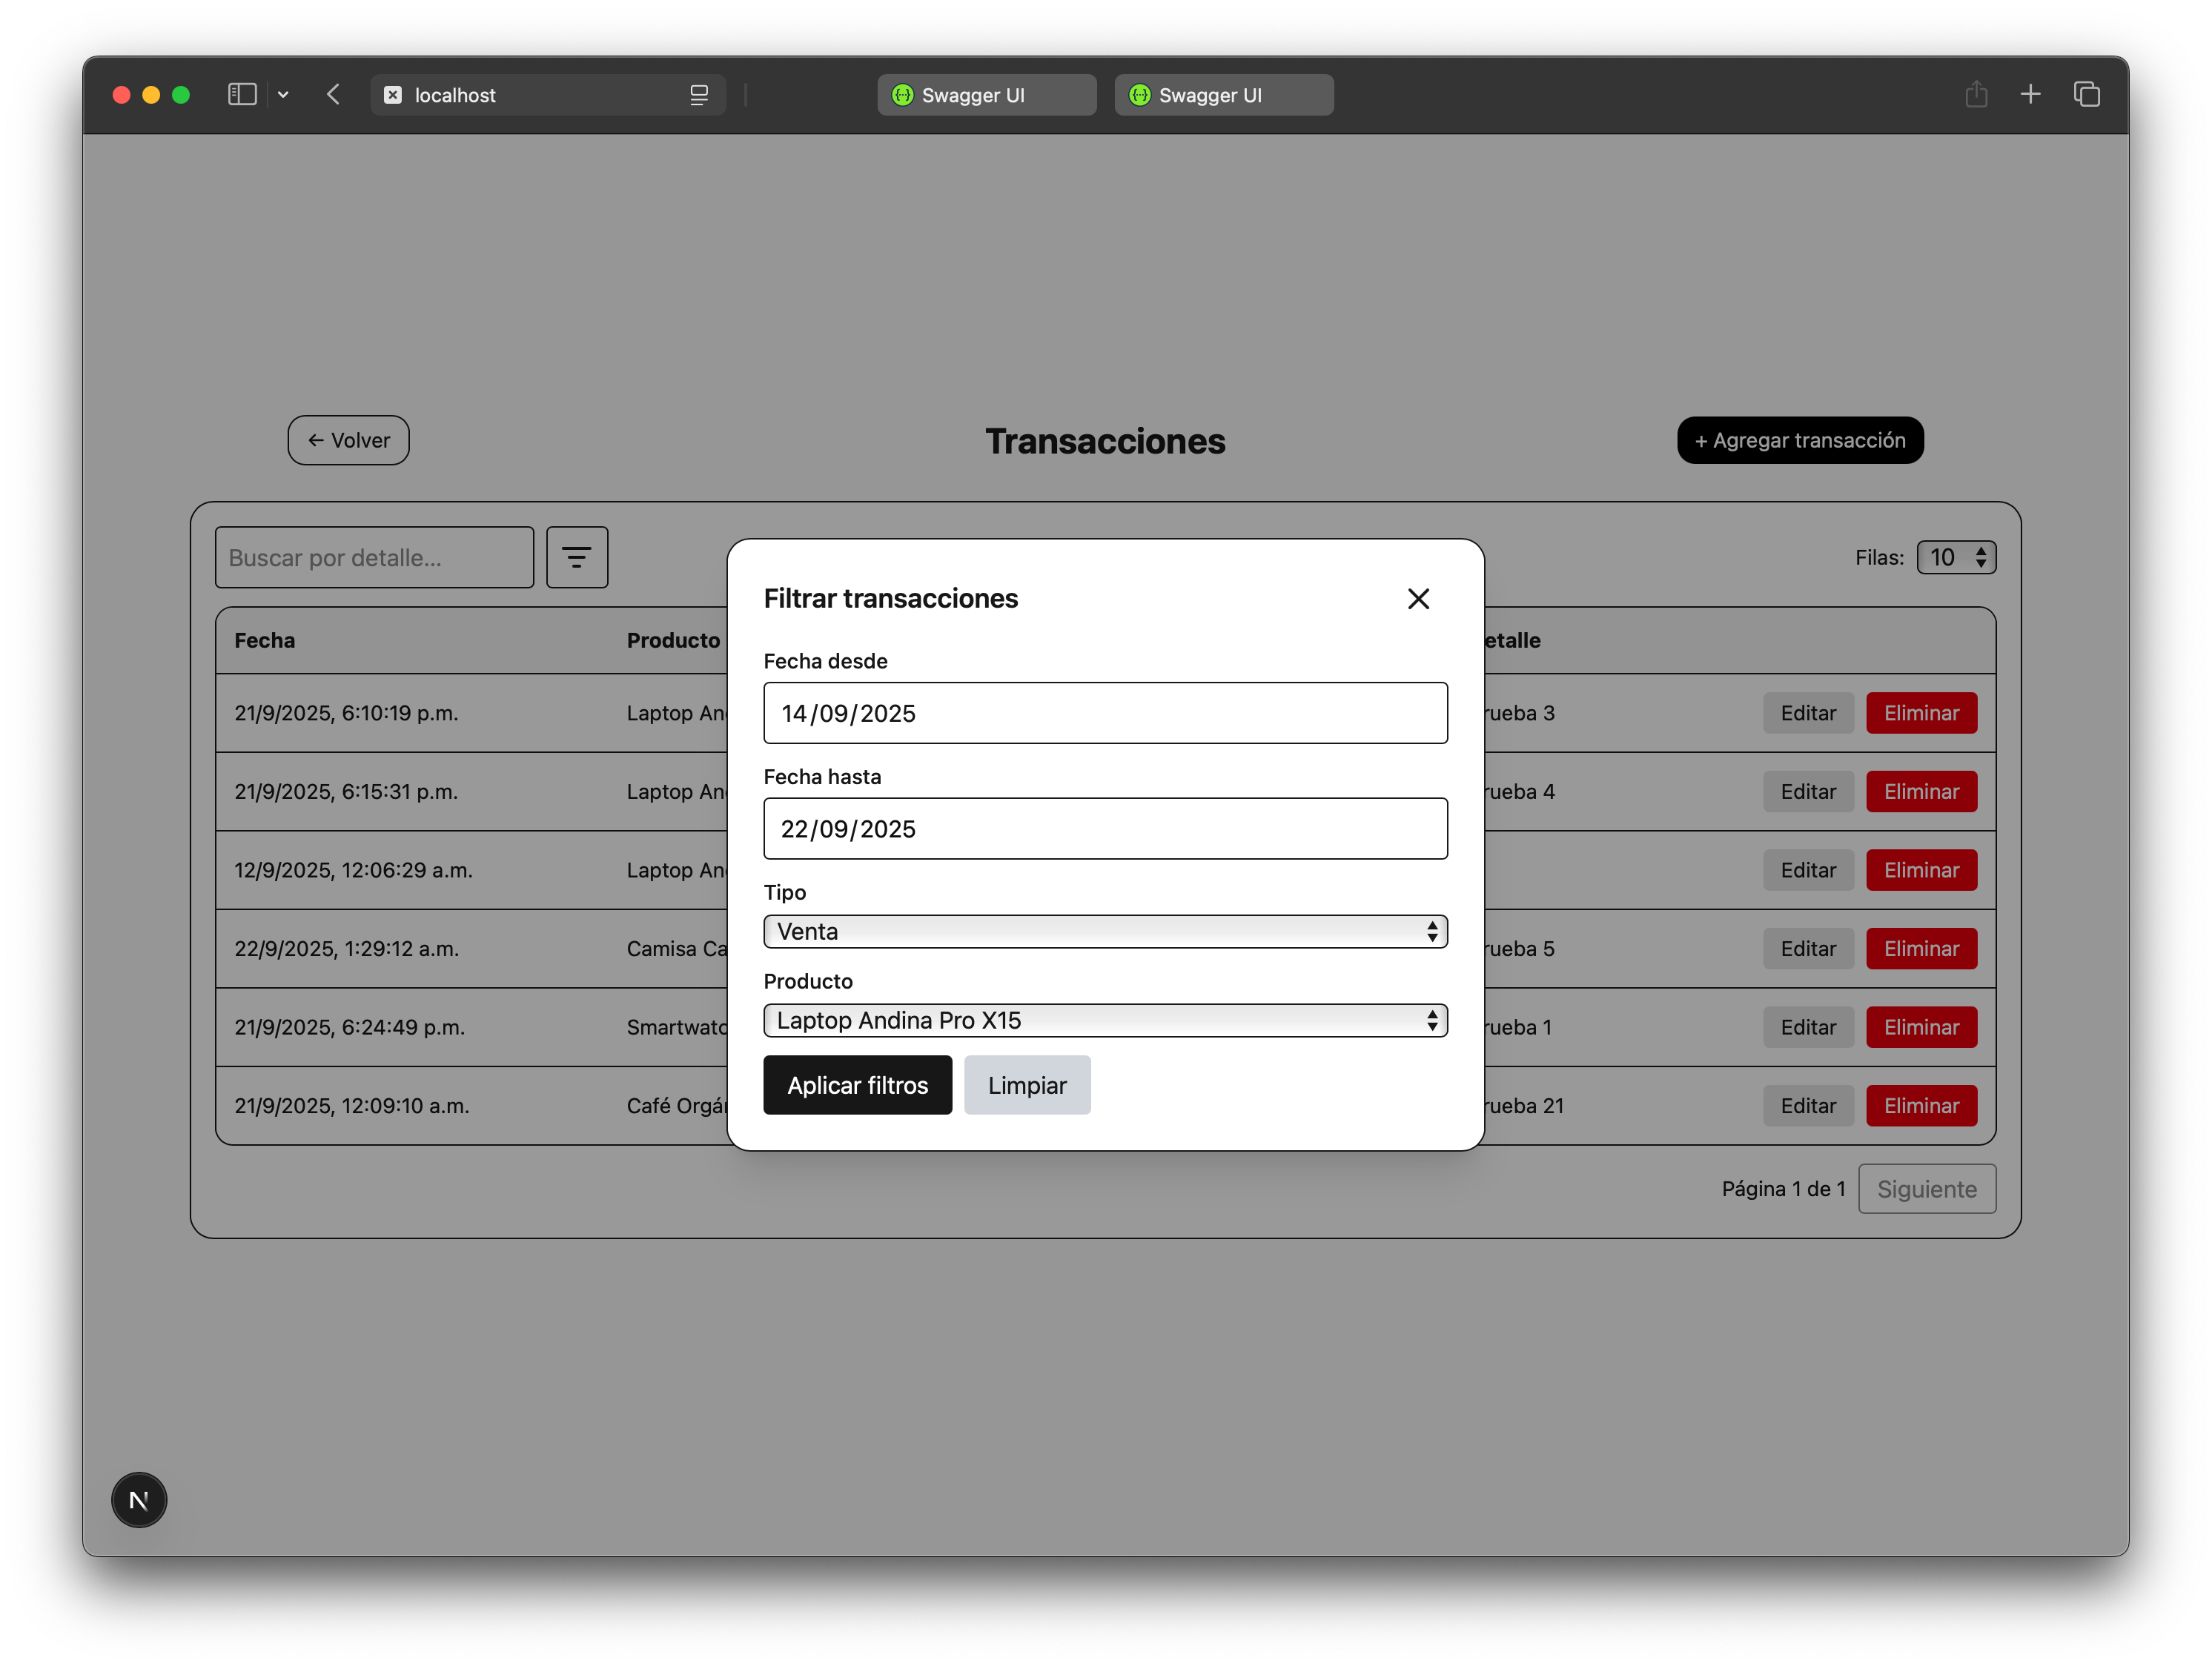 localhost
Swagger UI
Swagger UI
← Volver
Transacciones
+ Agregar transacción
Buscar por detalle...
Filas: 10
Filtrar transacciones
Fecha desde
14/09/2025
Fecha hasta
22/09/2025
Tipo
Venta
Producto
Laptop Andina Pro X15
Aplicar filtros Limpiar
Fecha Producto etalle
21/9/2025, 6:10:19 p.m. Laptop An rueba 3 Editar Eliminar
21/9/2025, 6:15:31 p.m. Laptop An rueba 4 Editar Eliminar
12/9/2025, 12:06:29 a.m. Laptop An Editar Eliminar
22/9/2025, 1:29:12 a.m. Camisa Ca rueba 5 Editar Eliminar
21/9/2025, 6:24:49 p.m. Smartwatc rueba 1 Editar Eliminar
21/9/2025, 12:09:10 a.m. Café Orgá rueba 21 Editar Eliminar
Página 1 de 1 Siguiente
N